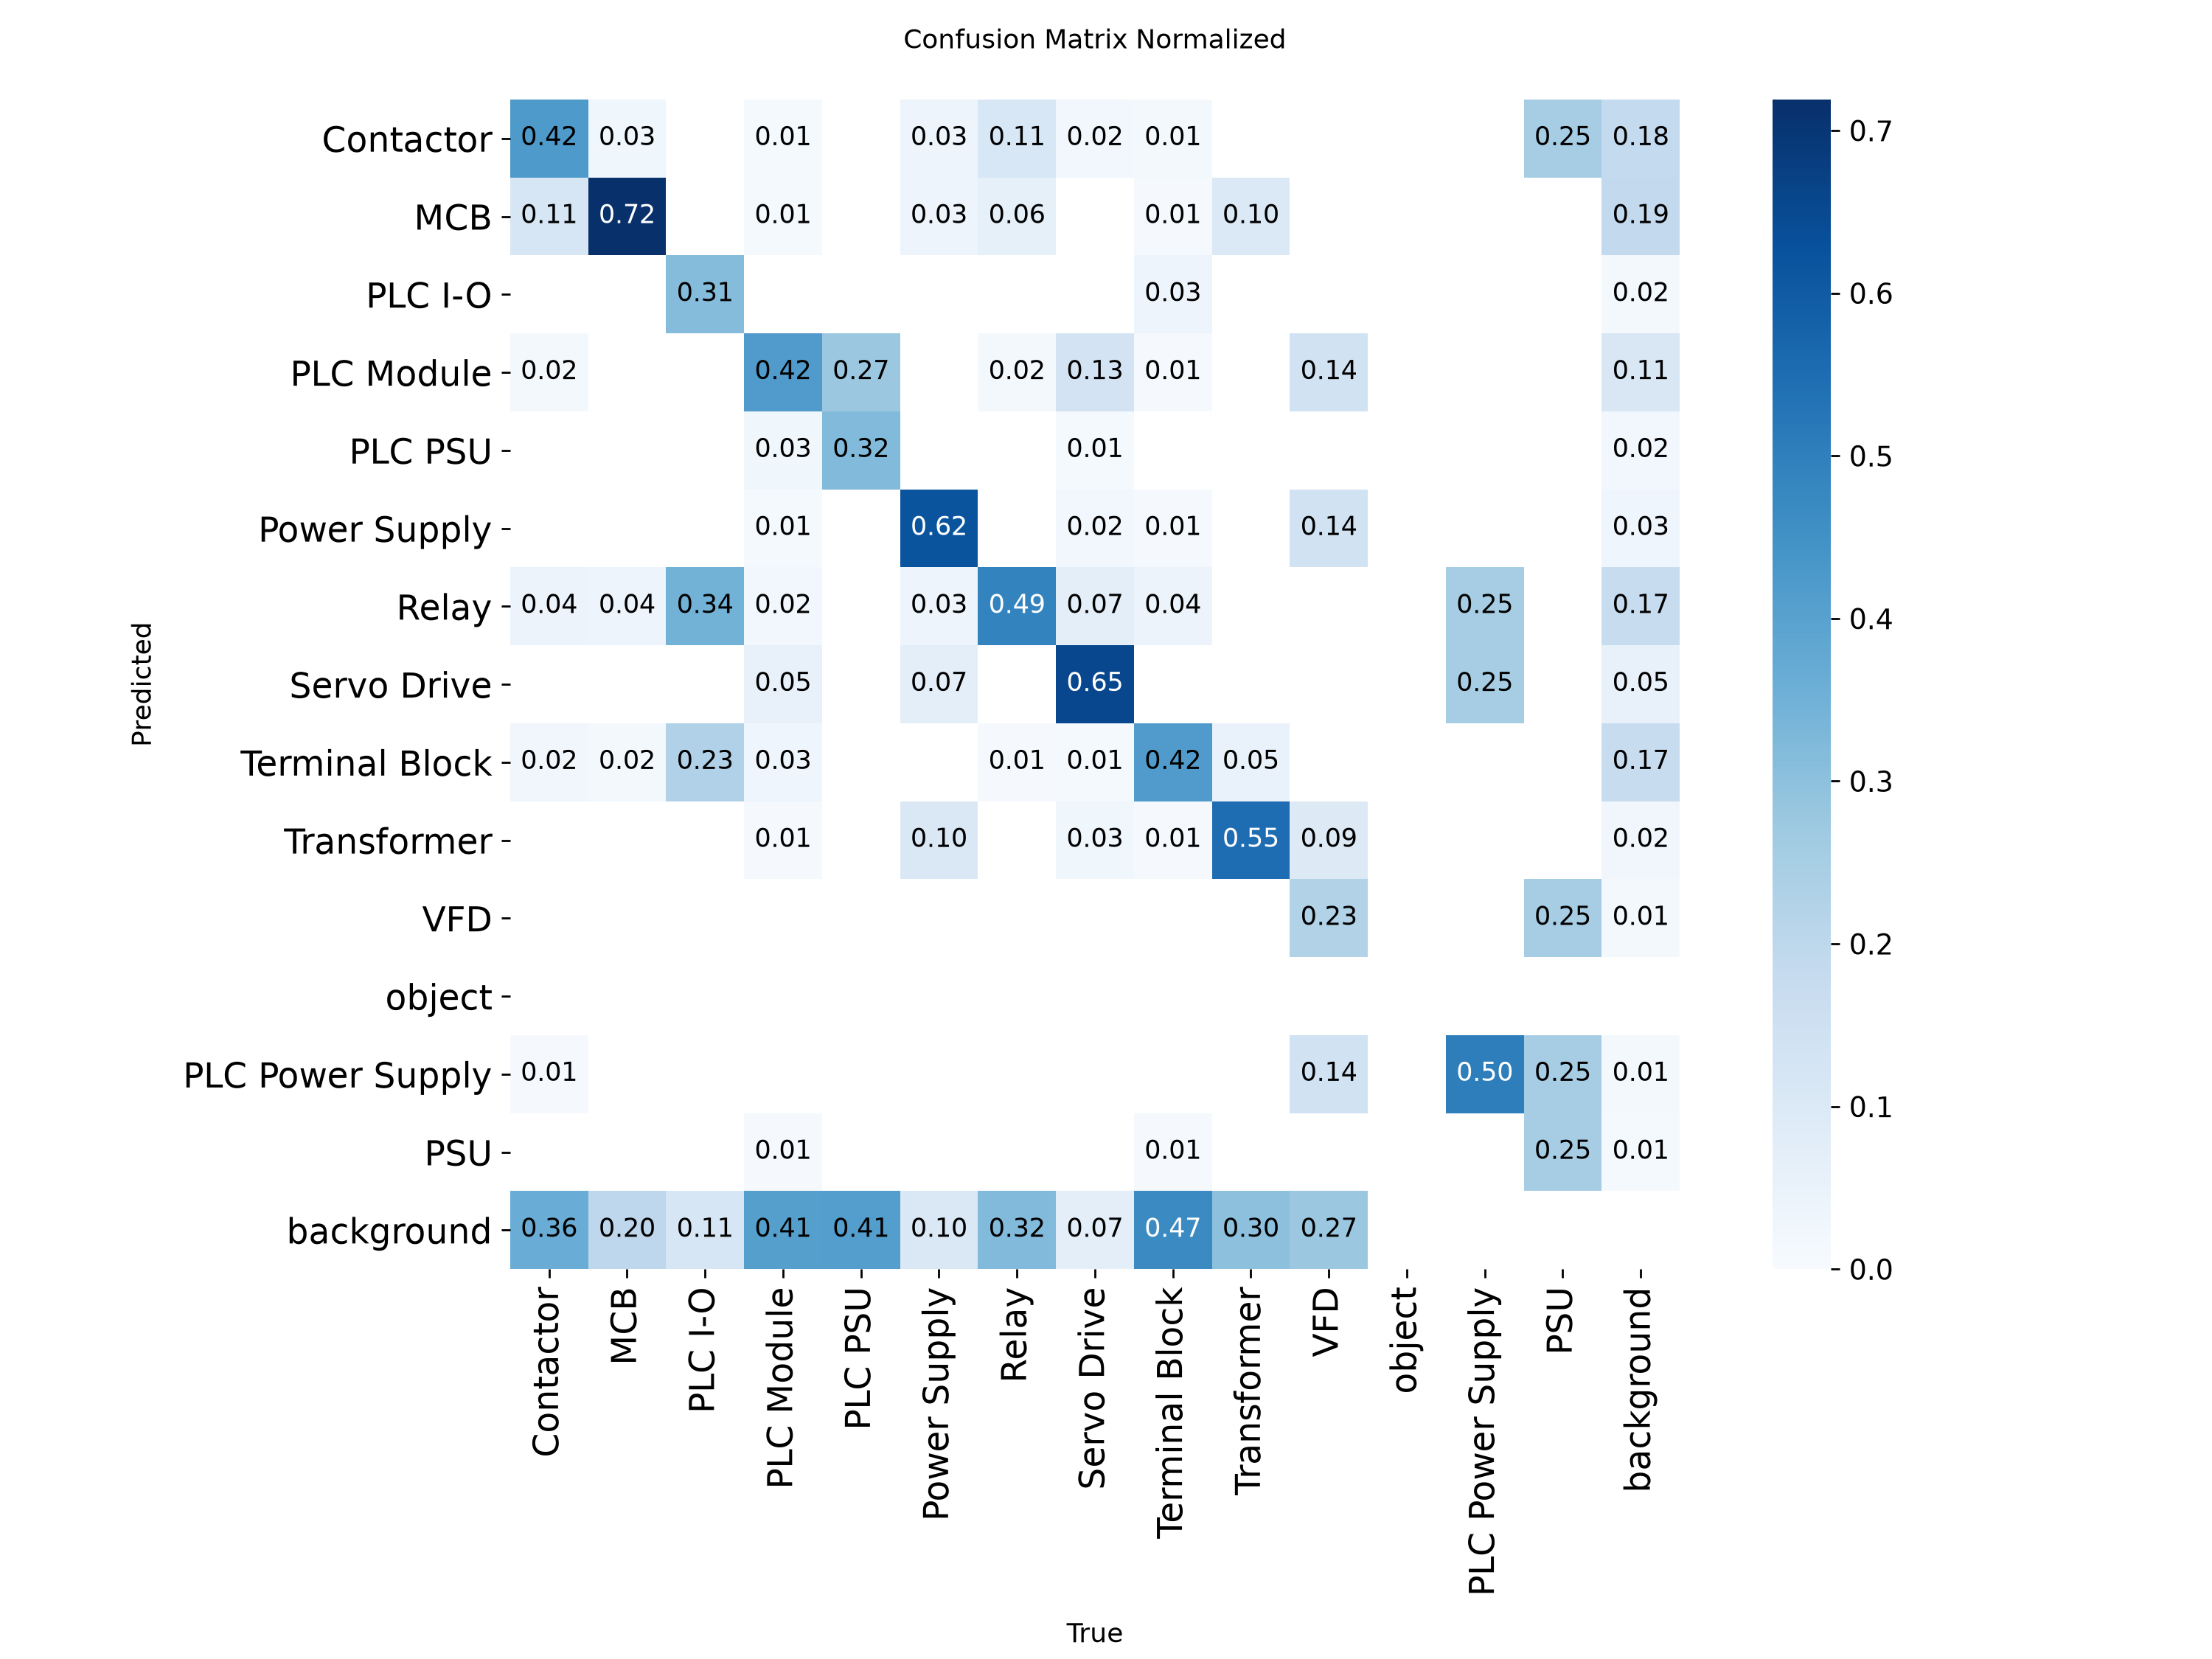 Confusion Matrix Normalized
Contactor 0.42 0.03 0.01 0.03 0.11 0.02 0.01 0.25 0.18
MCB 0.11 0.72 0.01 0.03 0.06 0.01 0.10 0.19
PLC I-O 0.31 0.03 0.02
PLC Module 0.02 0.42 0.27 0.02 0.13 0.01 0.14 0.11
PLC PSU 0.03 0.32 0.01 0.02
Power Supply 0.01 0.62 0.02 0.01 0.14 0.03
Relay 0.04 0.04 0.34 0.02 0.03 0.49 0.07 0.04 0.25 0.17
Servo Drive 0.05 0.07 0.65 0.25 0.05
Terminal Block 0.02 0.02 0.23 0.03 0.01 0.01 0.42 0.05 0.17
Transformer 0.01 0.10 0.03 0.01 0.55 0.09 0.02
VFD 0.23 0.25 0.01
object
PLC Power Supply 0.01 0.14 0.50 0.25 0.01
PSU 0.01 0.01 0.25 0.01
background 0.36 0.20 0.11 0.41 0.41 0.10 0.32 0.07 0.47 0.30 0.27
Predicted
Contactor
MCB
PLC I-O
PLC Module
PLC PSU
Power Supply
Relay
Servo Drive
Terminal Block
Transformer
VFD
object
PLC Power Supply
PSU
background
True
0.7
0.6
0.5
0.4
0.3
0.2
0.1
0.0